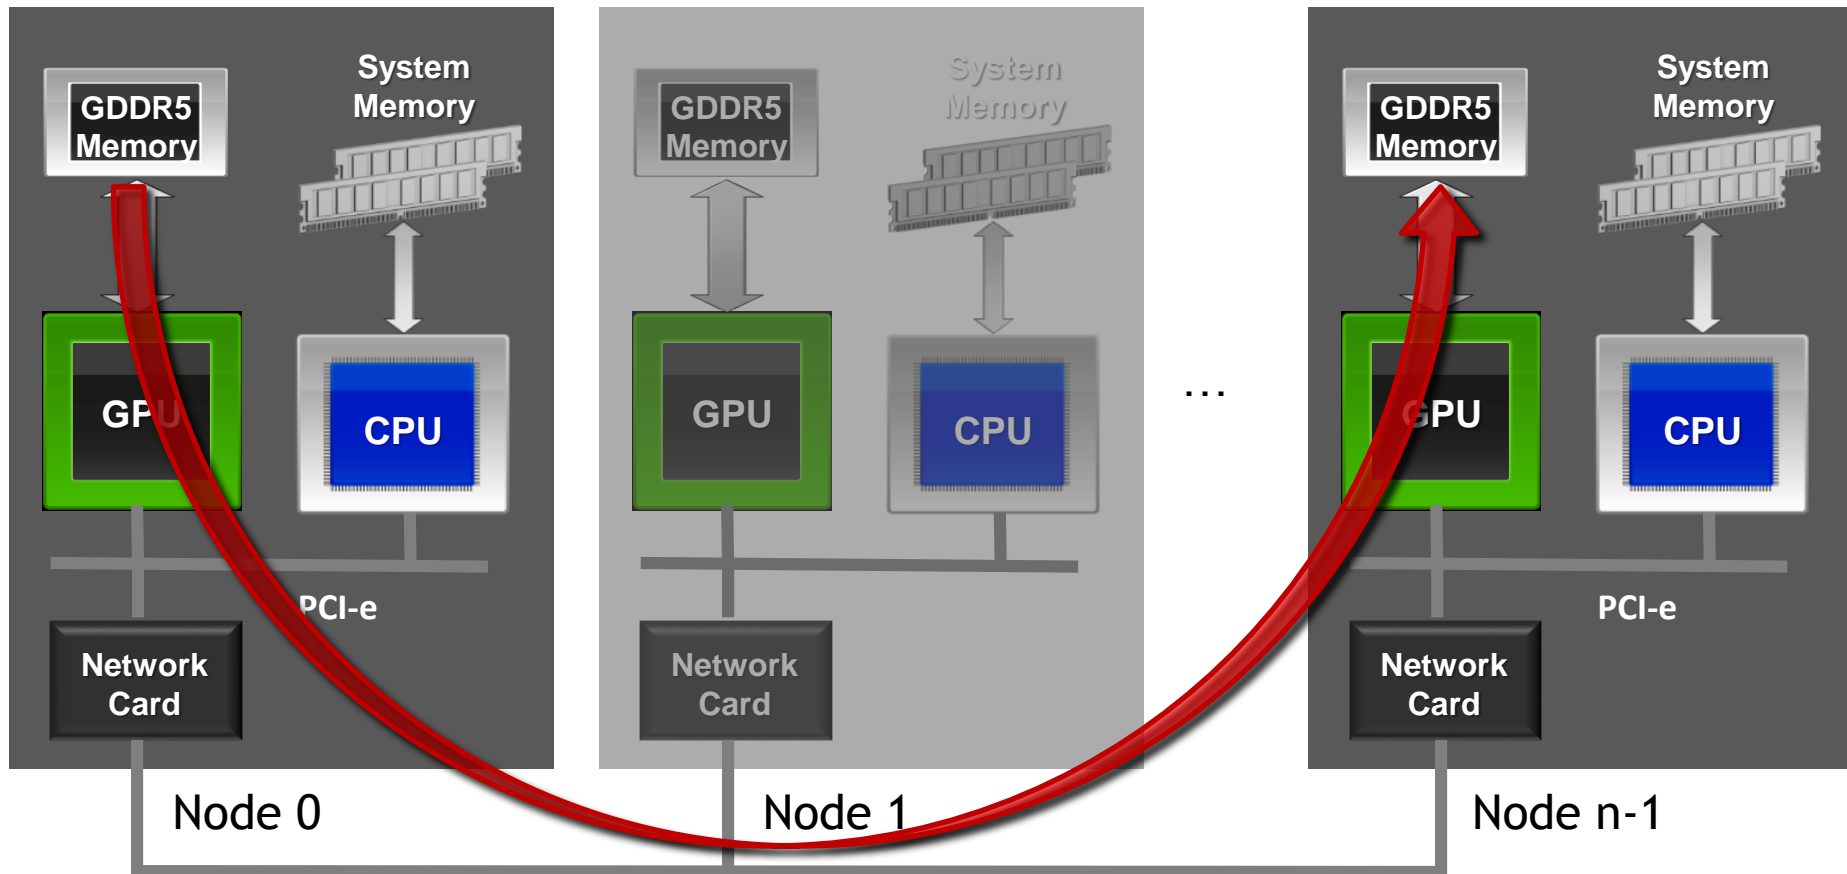 GDDR5
Memory
System
Memory
GPU
CPU
PCI-e
Network
Card
Node 0
GDDR5
Memory
System
Memory
GPU
CPU
Network
Card
Node 1
...
GDDR5
Memory
System
Memory
GPU
CPU
PCI-e
Network
Card
Node n-1